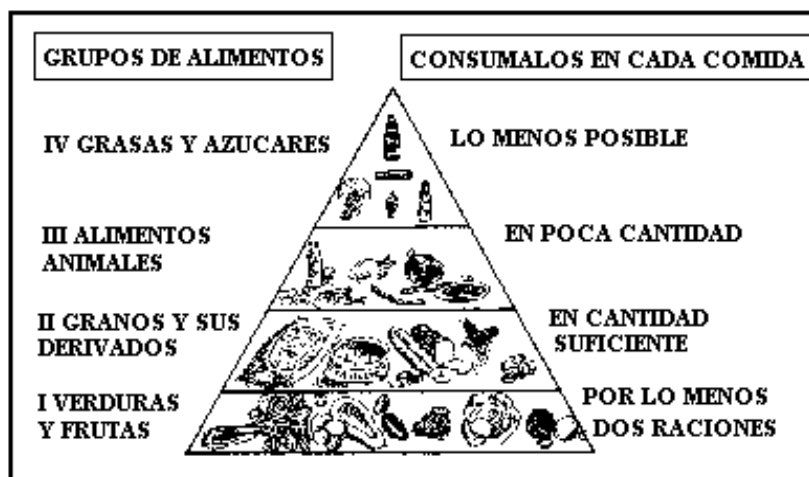 GRUPOS DE ALIMENTOS
CONSUMALOS EN CADA COMIDA
IV GRASAS Y AZUCARES
LO MENOS POSIBLE
III ALIMENTOS
ANIMALES
EN POCA CANTIDAD
II GRANOS Y SUS
DERIVADOS
EN CANTIDAD
SUFICIENTE
I VERDURAS
Y FRUTAS
POR LO MENOS
DOS RACIONES